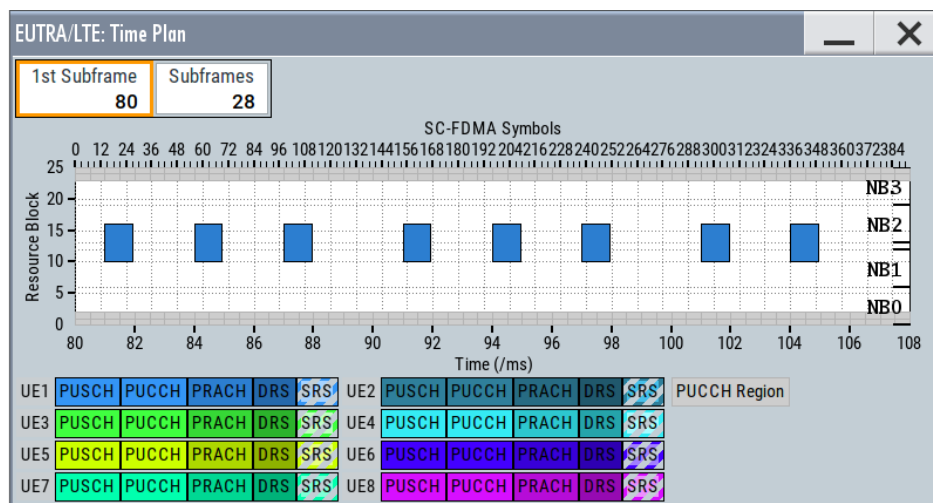 EUTRA/LTE: Time Plan
1st Subframe Subframes
80 28
SC-FDMA Symbols
0 12 24 36 48 60 72 84 96 108 120 132 144 156 168 180 192 204 216 228 240 252 264 276 288 300 312 324 336 348 360 372 384
25
20
15
10
5
0
Resource Block
NB3
NB2
NB1
NB0
80 82 84 86 88 90 92 94 96 98 100 102 104 106 108
Time (/ms)
UE1 PUSCH PUCCH PRACH DRS SRS UE2 PUSCH PUCCH PRACH DRS SRS PUCCH Region
UE3 PUSCH PUCCH PRACH DRS SRS UE4 PUSCH PUCCH PRACH DRS SRS
UE5 PUSCH PUCCH PRACH DRS SRS UE6 PUSCH PUCCH PRACH DRS SRS
UE7 PUSCH PUCCH PRACH DRS SRS UE8 PUSCH PUCCH PRACH DRS SRS